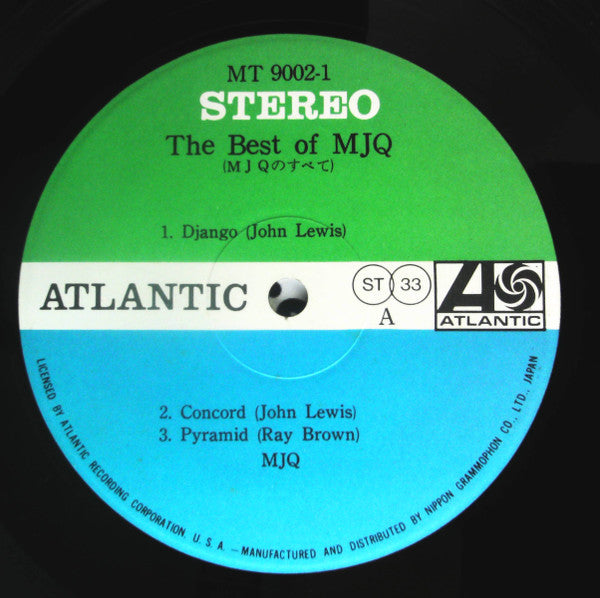 MT 9002-1
STEREO
The Best of MJQ
(MJQのすべて)
1. Django (John Lewis)
ATLANTIC
ST 33
A
ATLANTIC
2. Concord (John Lewis)
3. Pyramid (Ray Brown)
MJQ
LICENSED BY ATLANTIC RECORDING CORPORATION, U. S. A. — MANUFACTURED AND DISTRIBUTED BY NIPPON GRAMMOPHON CO., LTD., JAPAN